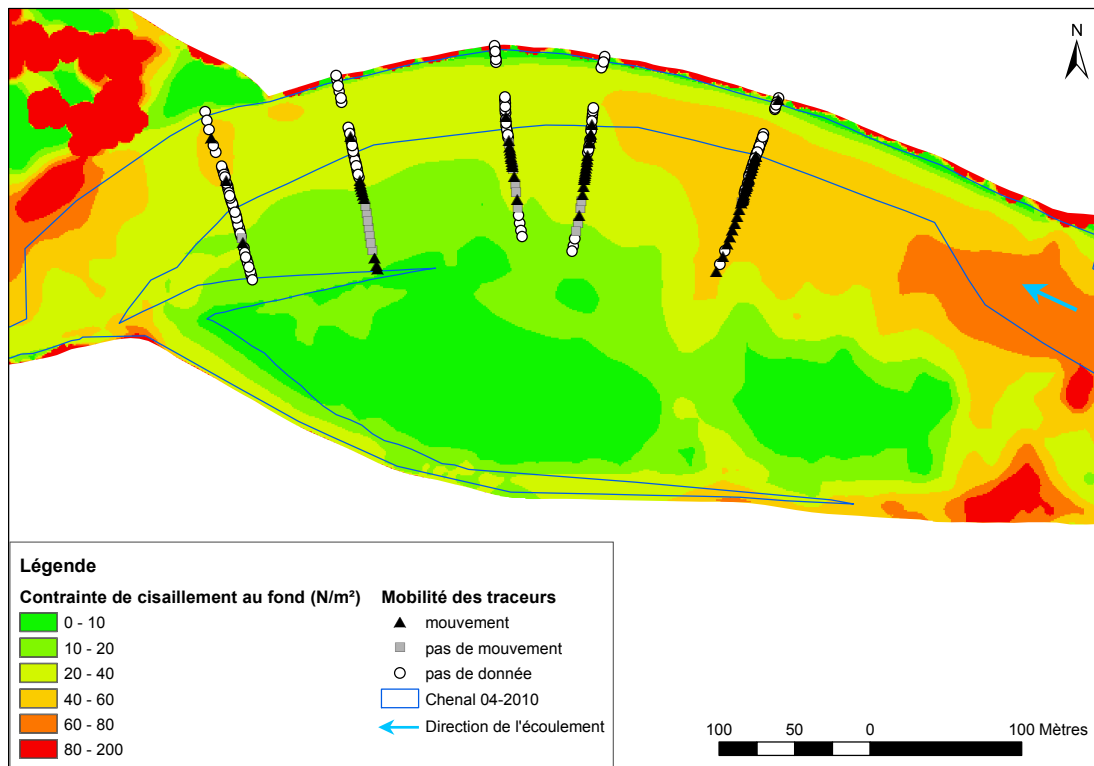 N
Légende
Contrainte de cisaillement au fond (N/m²)
0 - 10
10 - 20
20 - 40
40 - 60
60 - 80
80 - 200
Mobilité des traceurs
mouvement
pas de mouvement
pas de donnée
Chenal 04-2010
Direction de l'écoulement
100 50 0 100 Mètres